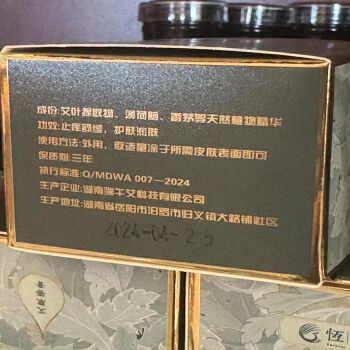 成份:艾叶提取物、薄荷脑、香茅等天然植物精华
功效:止痒舒缓，护肤润肤
使用方法:外用，取适量涂于所需皮肤表面即可
保质期:三年
执行标准:Q/MDWA 007—2024
生产企业:湖南端午艾科技有限公司
生产地址:湖南省岳阳市汨罗市归义镇大路铺社区
2024-04-25
恆